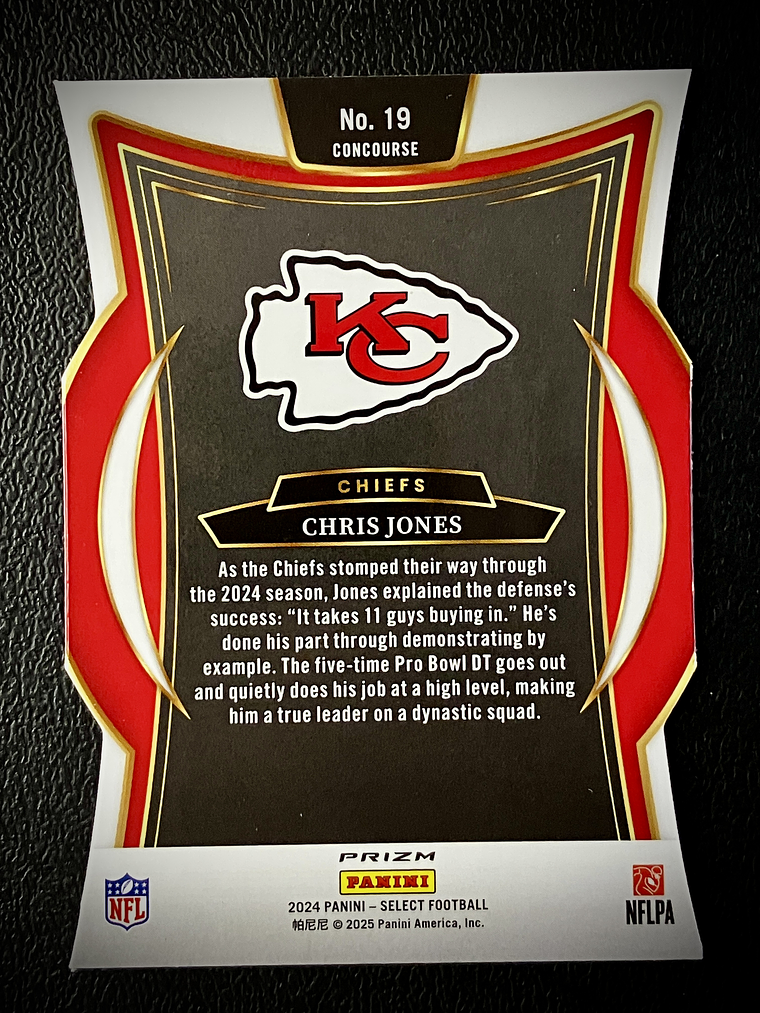 No. 19
CONCOURSE
KC
CHIEFS
CHRIS JONES
As the Chiefs stomped their way through
the 2024 season, Jones explained the defense's
success: “It takes 11 guys buying in.” He's
done his part through demonstrating by
example. The five-time Pro Bowl DT goes out
and quietly does his job at a high level, making
him a true leader on a dynastic squad.
PRIZM
PANINI
2024 PANINI – SELECT FOOTBALL
帕尼尼 © 2025 Panini America, Inc.
NFL
NFLPA